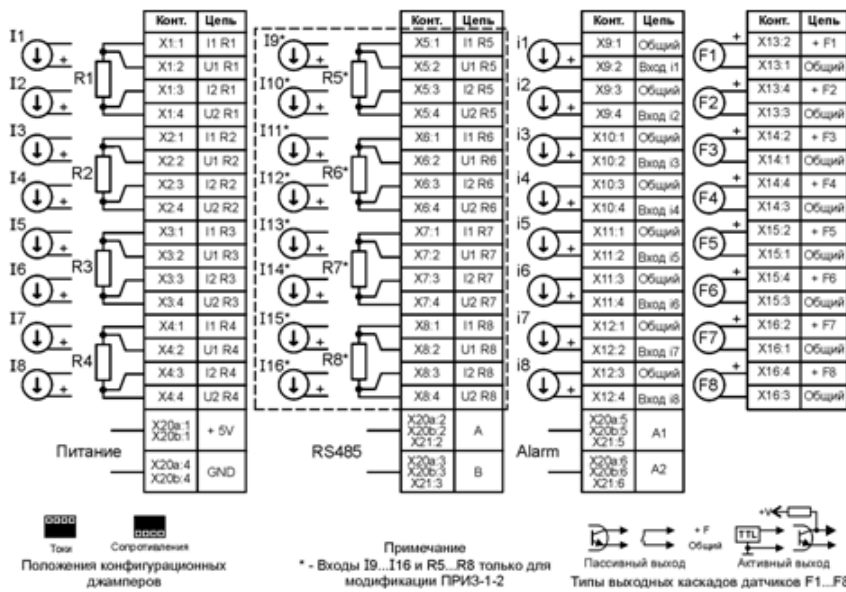 Конт. Цепь
I1 X1:1 I1 R1
R1 X1:2 U1 R1
I2 X1:3 I2 R1
X1:4 U2 R1
I3 X2:1 I1 R2
R2 X2:2 U1 R2
I4 X2:3 I2 R2
X2:4 U2 R2
I5 X3:1 I1 R3
R3 X3:2 U1 R3
I6 X3:3 I2 R3
X3:4 U2 R3
I7 X4:1 I1 R4
R4 X4:2 U1 R4
I8 X4:3 I2 R4
X4:4 U2 R4
Питание
X20a:1
X20b:1
+ 5V
X20a:4
X20b:4
GND
Конт. Цепь
I9* X5:1 I1 R5
R5* X5:2 U1 R5
I10* X5:3 I2 R5
X5:4 U2 R5
I11* X6:1 I1 R6
R6* X6:2 U1 R6
I12* X6:3 I2 R6
X6:4 U2 R6
I13* X7:1 I1 R7
R7* X7:2 U1 R7
I14* X7:3 I2 R7
X7:4 U2 R7
I15* X8:1 I1 R8
R8* X8:2 U1 R8
I16* X8:3 I2 R8
X8:4 U2 R8
RS485
X20a:2
X20b:2
X21:2
A
X20a:3
X20b:3
X21:3
B
Конт. Цепь
i1 X9:1 Общий
X9:2 Вход i1
i2 X9:3 Общий
X9:4 Вход i2
i3 X10:1 Общий
X10:2 Вход i3
i4 X10:3 Общий
X10:4 Вход i4
i5 X11:1 Общий
X11:2 Вход i5
i6 X11:3 Общий
X11:4 Вход i6
i7 X12:1 Общий
X12:2 Вход i7
i8 X12:3 Общий
X12:4 Вход i8
Alarm
X20a:5
X20b:5
X21:5
A1
X20a:6
X20b:6
X21:6
A2
Конт. Цепь
F1 + X13:2 + F1
X13:1 Общий
F2 + X13:4 + F2
X13:3 Общий
F3 + X14:2 + F3
X14:1 Общий
F4 + X14:4 + F4
X14:3 Общий
F5 + X15:2 + F5
X15:1 Общий
F6 + X15:4 + F6
X15:3 Общий
F7 + X16:2 + F7
X16:1 Общий
F8 + X16:4 + F8
X16:3 Общий
Токи Сопротивления
Положения конфигурационных
джамперов
Примечание
* - Входы I9...I16 и R5...R8 только для
модификации ПРИЗ-1-2
+ F
Общий
+V
TTL
Пассивный выход Активный выход
Типы выходных каскадов датчиков F1...F8